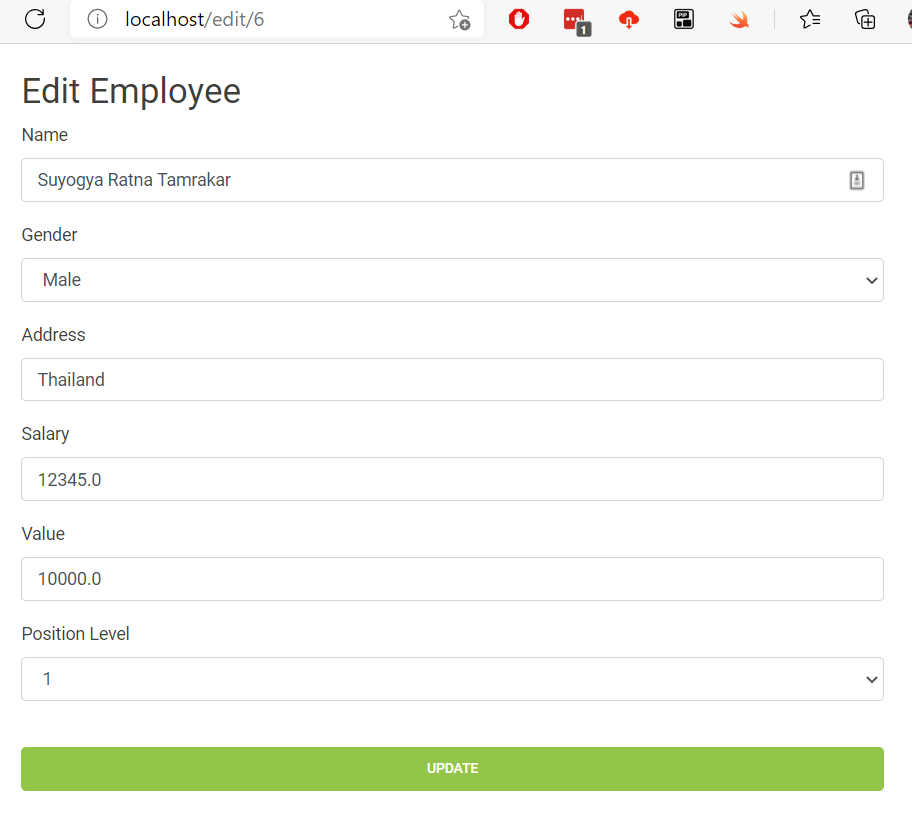 localhost/edit/6
1
PIP
Edit Employee
Name
Suyogya Ratna Tamrakar
Gender
Male
Address
Thailand
Salary
12345.0
Value
10000.0
Position Level
1
UPDATE